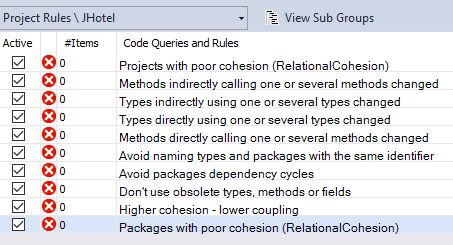 Project Rules \ JHotel View Sub Groups
Active #Items Code Queries and Rules
0 Projects with poor cohesion (RelationalCohesion)
0 Methods indirectly calling one or several methods changed
0 Types indirectly using one or several types changed
0 Types directly using one or several types changed
0 Methods directly calling one or several methods changed
0 Avoid naming types and packages with the same identifier
0 Avoid packages dependency cycles
0 Don't use obsolete types, methods or fields
0 Higher cohesion - lower coupling
0 Packages with poor cohesion (RelationalCohesion)